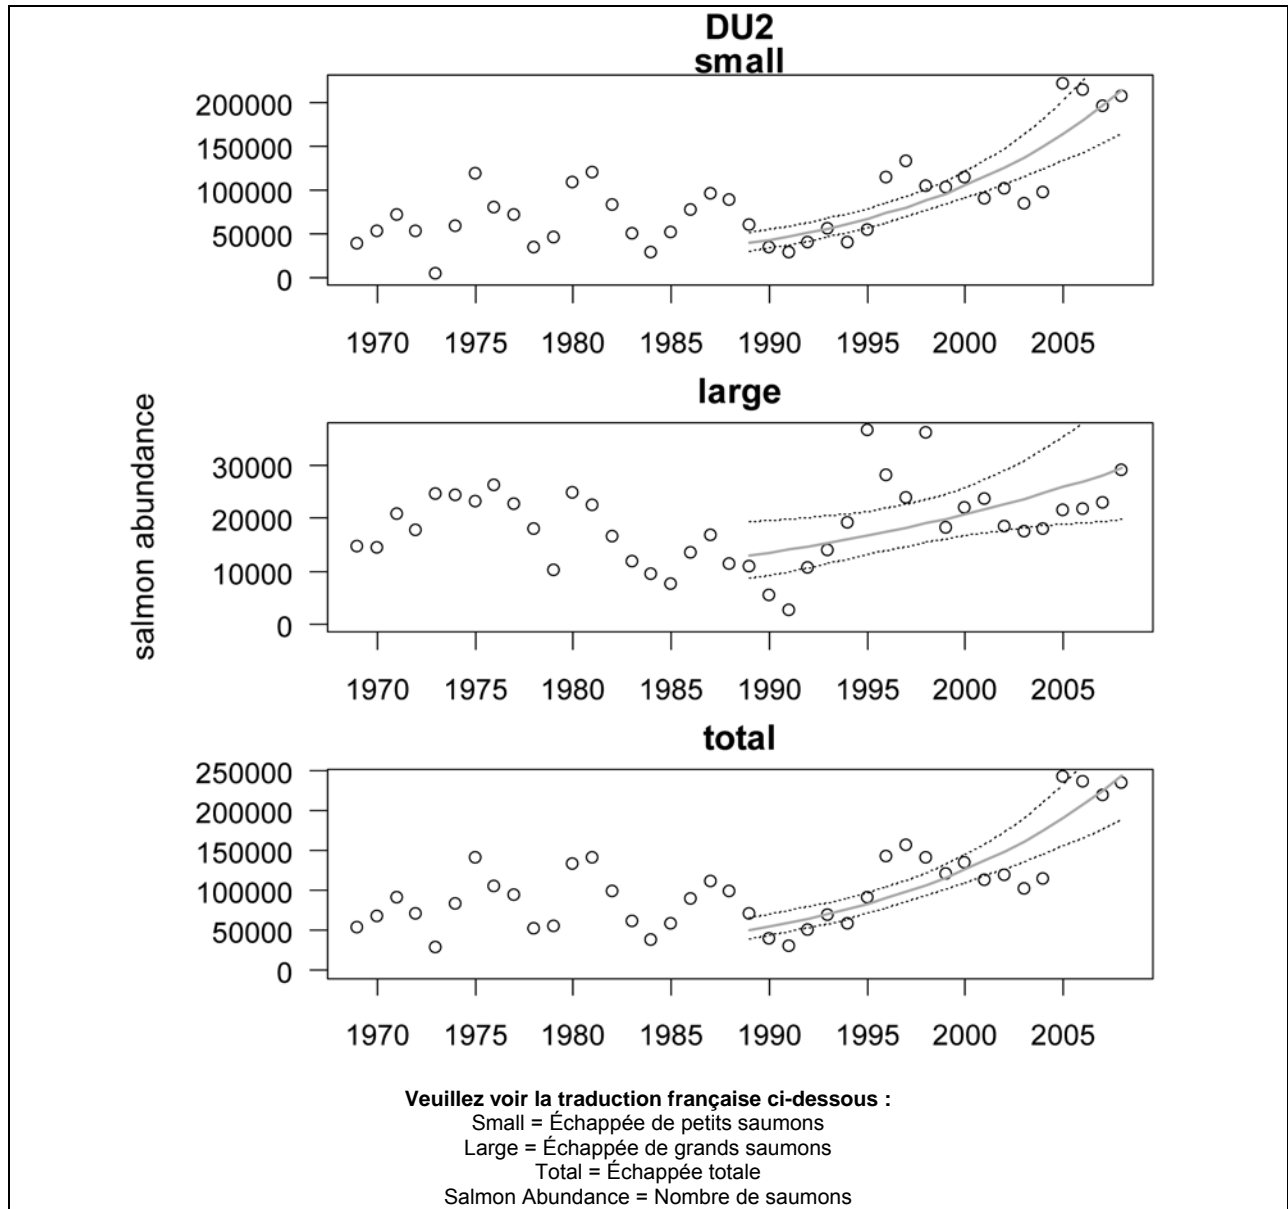 DU2
small
200000
150000
100000
50000
0
1970 1975 1980 1985 1990 1995 2000 2005
large
salmon abundance
30000
20000
10000
0
1970 1975 1980 1985 1990 1995 2000 2005
total
250000
200000
150000
100000
50000
0
1970 1975 1980 1985 1990 1995 2000 2005
Veuillez voir la traduction française ci-dessous :
Small = Échappée de petits saumons
Large = Échappée de grands saumons
Total = Échappée totale
Salmon Abundance = Nombre de saumons